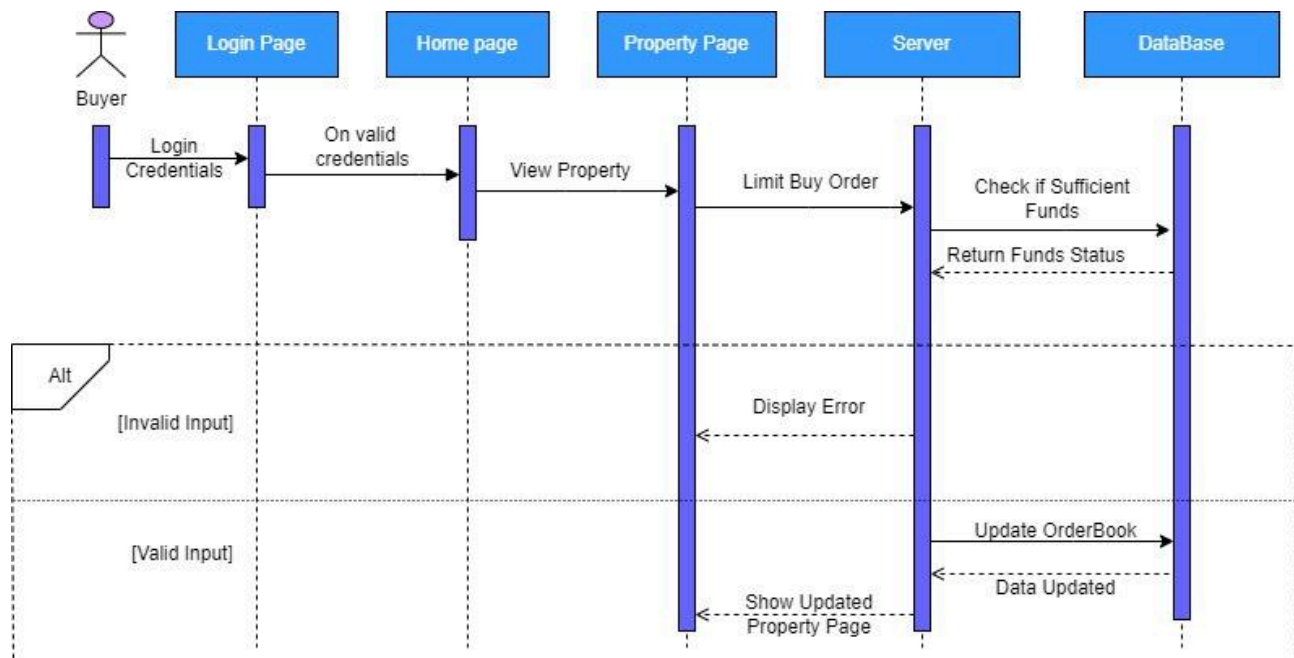 Login Page
Home page
Property Page
Server
DataBase
Buyer
Login
Credentials
On valid
credentials
View Property
Limit Buy Order
Check if Sufficient
Funds
Return Funds Status
Alt
[Invalid Input]
Display Error
[Valid Input]
Update OrderBook
Data Updated
Show Updated
Property Page